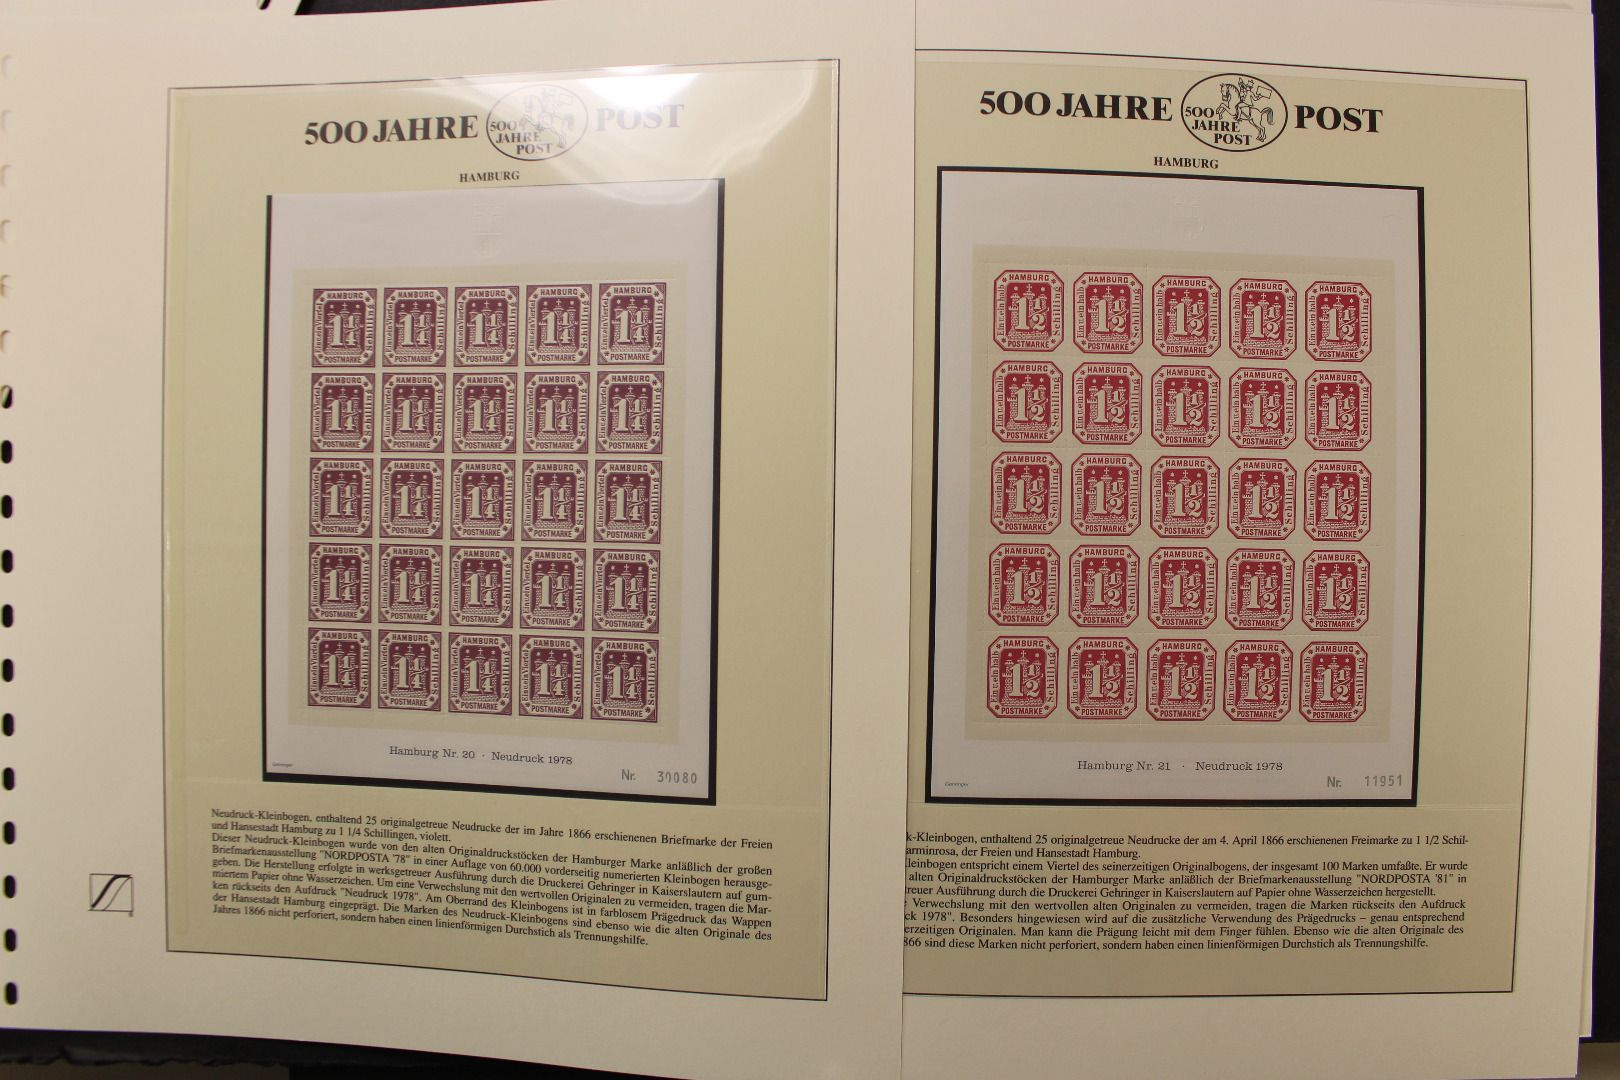 500 JAHRE POST
500
JAHRE
POST
HAMBURG
HAMBURG
Schilling
POSTMARKE
Hamburg Nr. 20 · Neudruck 1978
Nr. 30080
Gehringer
Neudruck-Kleinbogen, enthaltend 25 originalgetreue Neudrucke der im Jahre 1866 erschienenen Briefmarke der Freien
und Hansestadt Hamburg zu 1 1/4 Schillingen, violett.
Dieser Neudruck-Kleinbogen wurde von den alten Originaldruckstöcken der Hamburger Marke anläßlich der großen
Briefmarkenausstellung "NORDPOSTA '78" in einer Auflage von 60.000 vorderseitig numerierten Kleinbogen herausge-
geben. Die Herstellung erfolgte in werksgetreuer Ausführung durch die Druckerei Gehringer in Kaiserslautern auf gum-
miertem Papier ohne Wasserzeichen. Um eine Verwechslung mit den wertvollen Originalen zu vermeiden, tragen die Mar-
ken rückseits den Aufdruck "Neudruck 1978". Am Oberrand des Kleinbogens ist in farblosem Prägedruck das Wappen
der Hansestadt Hamburg eingeprägt. Die Marken des Neudruck-Kleinbogens sind ebenso wie die alten Originale des
Jahres 1866 nicht perforiert, sondern haben einen linienförmigen Durchstich als Trennungshilfe.
500 JAHRE POST
500
JAHRE
POST
HAMBURG
HAMBURG
Ein u. ein halb
1 1/2
Schilling
POSTMARKE
Hamburg Nr. 21 · Neudruck 1978
Nr. 11951
Gehringer
k-Kleinbogen, enthaltend 25 originalgetreue Neudrucke der am 4. April 1866 erschienenen Freimarke zu 1 1/2 Schil-
arminrosa, der Freien und Hansestadt Hamburg.
leinbogen entspricht einem Viertel des seinerzeitigen Originalbogens, der insgesamt 100 Marken umfaßte. Er wurde
alten Originaldruckstöcken der Hamburger Marke anläßlich der Briefmarkenausstellung "NORDPOSTA '81" in
treuer Ausführung durch die Druckerei Gehringer in Kaiserslautern auf Papier ohne Wasserzeichen hergestellt.
Verwechslung mit den wertvollen alten Originalen zu vermeiden, tragen die Marken rückseits den Aufdruck
ck 1978". Besonders hingewiesen wird auf die zusätzliche Verwendung des Prägedrucks – genau entsprechend
erzeitigen Originalen. Man kann die Prägung leicht mit dem Finger fühlen. Ebenso wie die alten Originale des
866 sind diese Marken nicht perforiert, sondern haben einen linienförmigen Durchstich als Trennungshilfe.